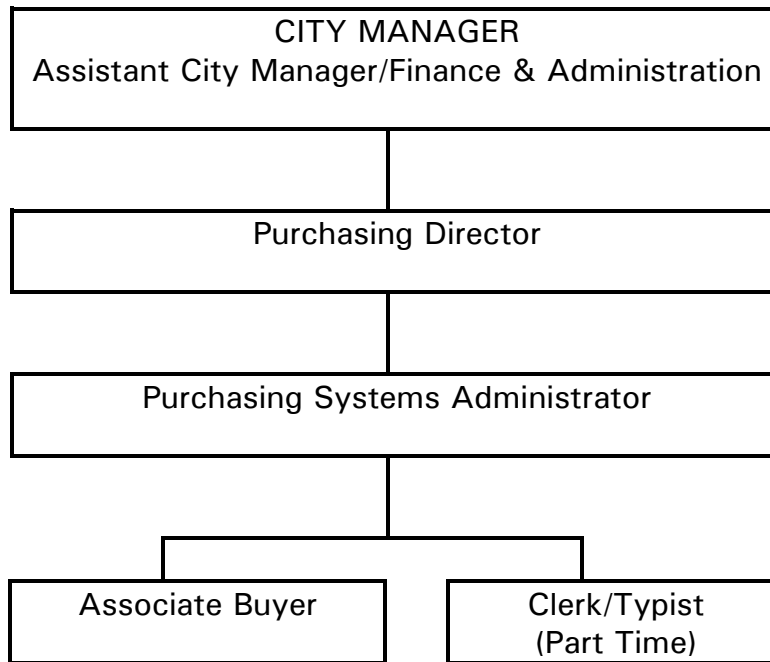 CITY MANAGER
Assistant City Manager/Finance & Administration
Purchasing Director
Purchasing Systems Administrator
Associate Buyer
Clerk/Typist
(Part Time)